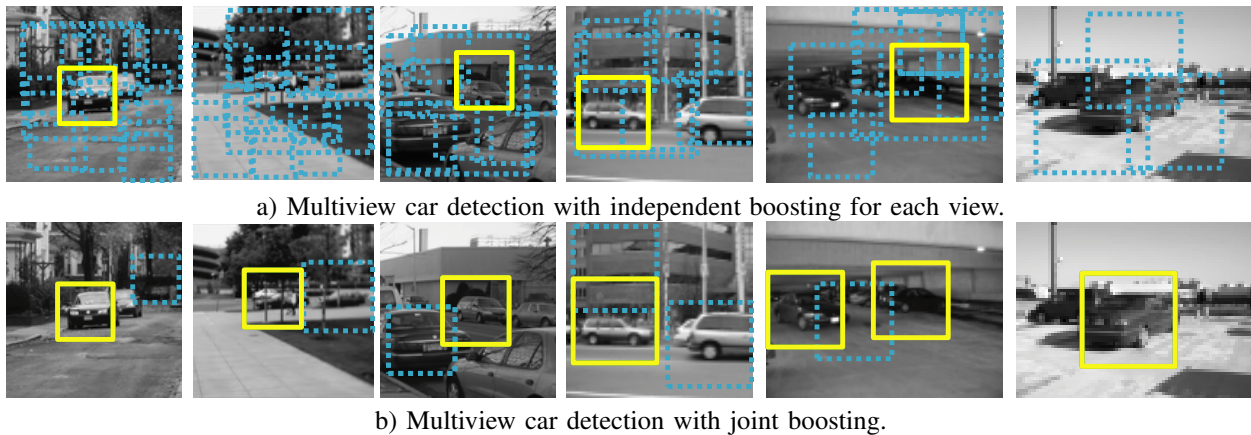 a) Multiview car detection with independent boosting for each view.
b) Multiview car detection with joint boosting.